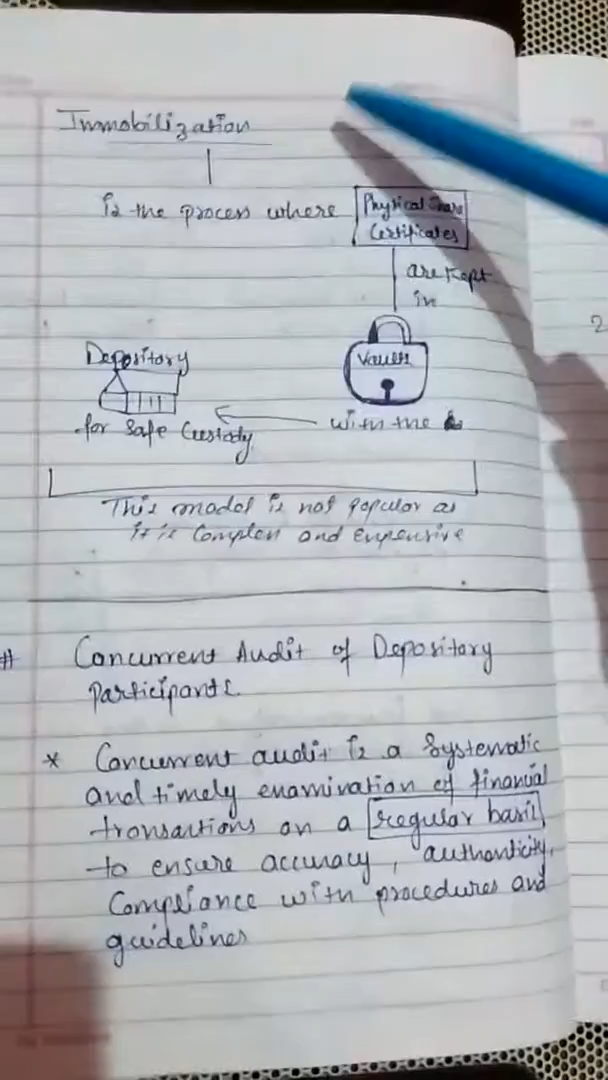 Immobilization
is the process where Physical Share
Certificates
are kept
in
Vault
with the
Depository
for safe Custody
This model is not popular as
it is Complex and Expensive
# Concurrent Audit of Depository
Participants
* Concurrent audit is a Systematic
and timely examination of financial
transactions on a regular basis
to ensure accuracy, authenticity,
Compliance with procedures and
guidelines
2